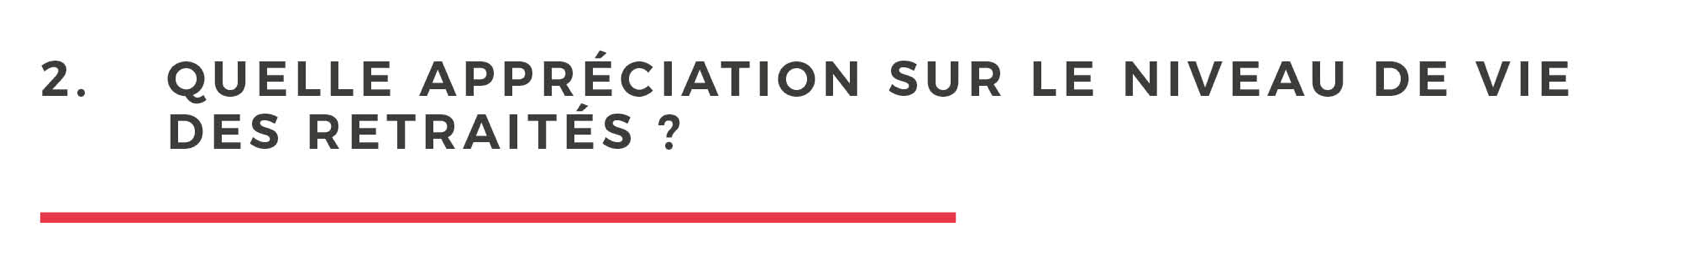 2. QUELLE APPRÉCIATION SUR LE NIVEAU DE VIE
DES RETRAITÉS ?